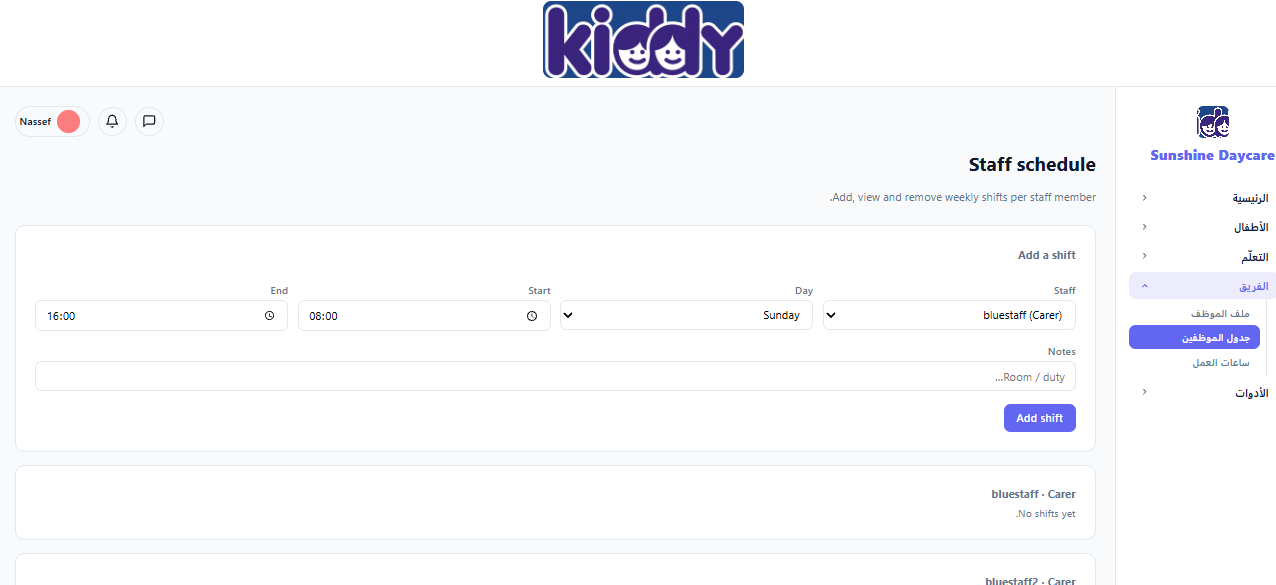 kiddy
Nassef
Sunshine Daycare
الرئيسية
الأطفال
التعلّم
الفريق
ملف الموظف
جدول الموظفين
ساعات العمل
الأدوات
Staff schedule
.Add, view and remove weekly shifts per staff member
Add a shift
Staff
Day
Start
End
bluestaff (Carer)
Sunday
08:00
16:00
Notes
...Room / duty
Add shift
bluestaff · Carer
.No shifts yet
bluestaff2 · Carer